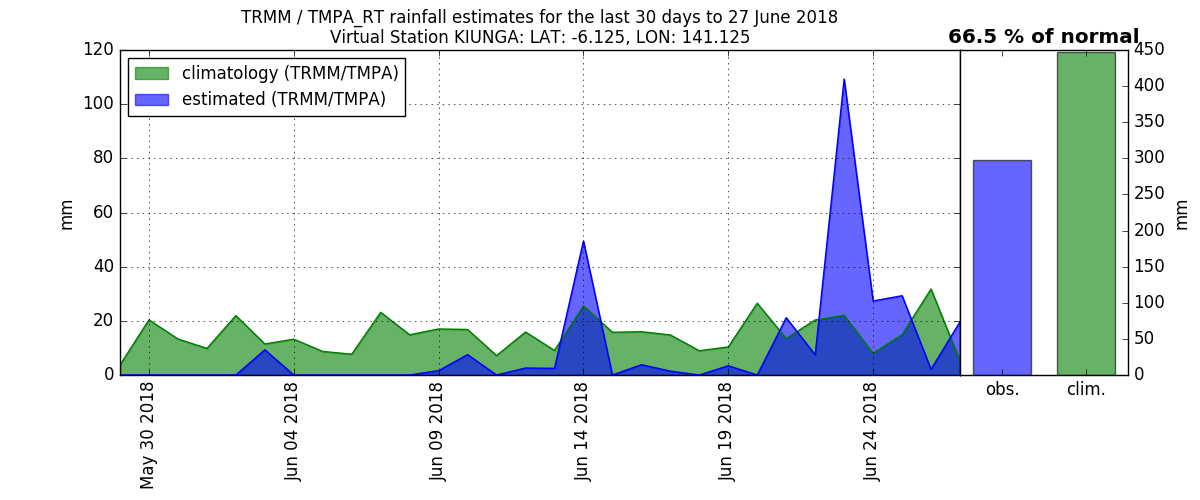 TRMM / TMPA_RT rainfall estimates for the last 30 days to 27 June 2018
Virtual Station KIUNGA: LAT: -6.125, LON: 141.125
66.5 % of normal
climatology (TRMM/TMPA)
estimated (TRMM/TMPA)
120
100
80
60
40
20
0
mm
May 30 2018
Jun 04 2018
Jun 09 2018
Jun 14 2018
Jun 19 2018
Jun 24 2018
obs.
clim.
450
400
350
300
250
200
150
100
50
0
mm